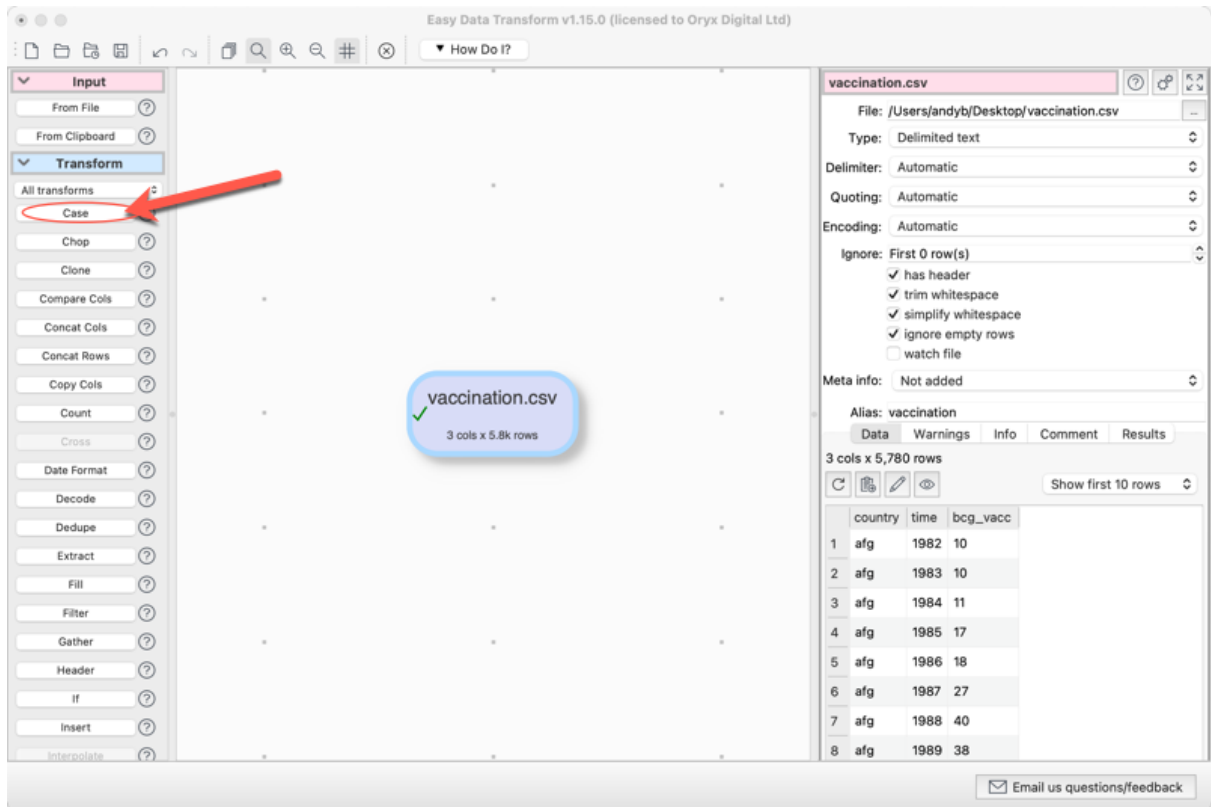 Easy Data Transform v1.15.0 (licensed to Oryx Digital Ltd)
How Do I?
Input
From File
From Clipboard
Transform
All transforms
Case
Chop
Clone
Compare Cols
Concat Cols
Concat Rows
Copy Cols
Count
Cross
Date Format
Decode
Dedupe
Extract
Fill
Filter
Gather
Header
If
Insert
Interpolate
vaccination.csv
3 cols x 5.8k rows
vaccination.csv
File: /Users/andyb/Desktop/vaccination.csv ...
Type: Delimited text
Delimiter: Automatic
Quoting: Automatic
Encoding: Automatic
Ignore: First 0 row(s)
has header
trim whitespace
simplify whitespace
ignore empty rows
watch file
Meta info: Not added
Alias: vaccination
Data Warnings Info Comment Results
3 cols x 5,780 rows
Show first 10 rows
country time bcg_vacc
1 afg 1982 10
2 afg 1983 10
3 afg 1984 11
4 afg 1985 17
5 afg 1986 18
6 afg 1987 27
7 afg 1988 40
8 afg 1989 38
Email us questions/feedback